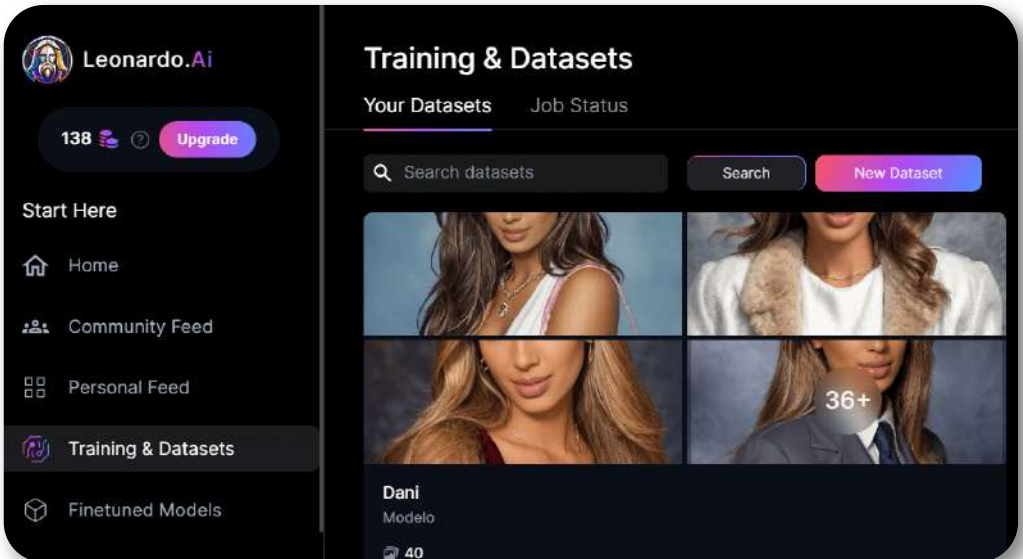 Leonardo.Ai
138 ? Upgrade
Start Here
Home
Community Feed
Personal Feed
Training & Datasets
Finetuned Models
Training & Datasets
Your Datasets Job Status
Search datasets Search New Dataset
36+
Dani
Modelo
40